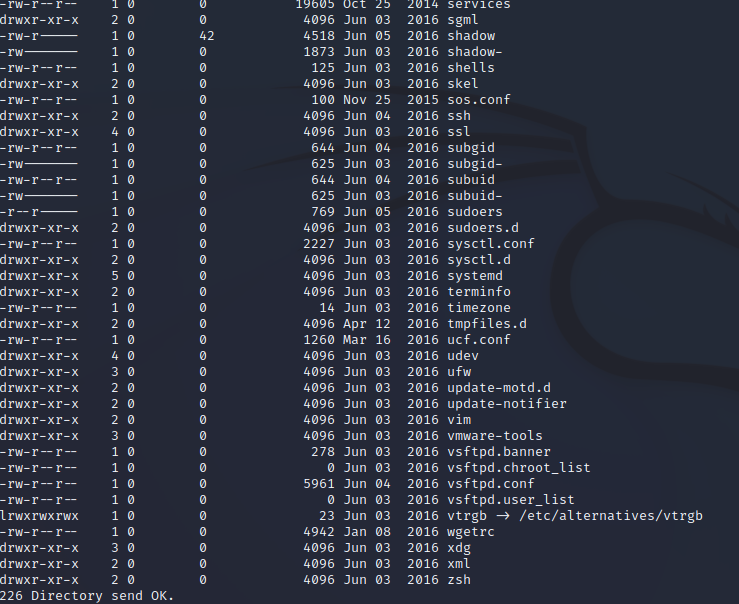 -rw-r--r--    1 0        0           19605 Oct 25  2014 services
drwxr-xr-x    2 0        0            4096 Jun 03  2016 sgml
-rw-r-----    1 0        42           4518 Jun 05  2016 shadow
-rw-------    1 0        0            1873 Jun 03  2016 shadow-
-rw-r--r--    1 0        0             125 Jun 03  2016 shells
drwxr-xr-x    2 0        0            4096 Jun 03  2016 skel
-rw-r--r--    1 0        0             100 Nov 25  2015 sos.conf
drwxr-xr-x    2 0        0            4096 Jun 04  2016 ssh
drwxr-xr-x    4 0        0            4096 Jun 03  2016 ssl
-rw-r--r--    1 0        0             644 Jun 04  2016 subgid
-rw-------    1 0        0             625 Jun 03  2016 subgid-
-rw-r--r--    1 0        0             644 Jun 04  2016 subuid
-rw-------    1 0        0             625 Jun 03  2016 subuid-
-r--r-----    1 0        0             769 Jun 05  2016 sudoers
drwxr-xr-x    2 0        0            4096 Jun 03  2016 sudoers.d
-rw-r--r--    1 0        0            2227 Jun 03  2016 sysctl.conf
drwxr-xr-x    2 0        0            4096 Jun 03  2016 sysctl.d
drwxr-xr-x    5 0        0            4096 Jun 03  2016 systemd
drwxr-xr-x    2 0        0            4096 Jun 03  2016 terminfo
-rw-r--r--    1 0        0              14 Jun 03  2016 timezone
drwxr-xr-x    2 0        0            4096 Apr 12  2016 tmpfiles.d
-rw-r--r--    1 0        0            1260 Mar 16  2016 ucf.conf
drwxr-xr-x    4 0        0            4096 Jun 03  2016 udev
drwxr-xr-x    3 0        0            4096 Jun 03  2016 ufw
drwxr-xr-x    2 0        0            4096 Jun 03  2016 update-motd.d
drwxr-xr-x    2 0        0            4096 Jun 03  2016 update-notifier
drwxr-xr-x    2 0        0            4096 Jun 03  2016 vim
drwxr-xr-x    3 0        0            4096 Jun 03  2016 vmware-tools
-rw-r--r--    1 0        0             278 Jun 03  2016 vsftpd.banner
-rw-r--r--    1 0        0               0 Jun 03  2016 vsftpd.chroot_list
-rw-r--r--    1 0        0            5961 Jun 04  2016 vsftpd.conf
-rw-r--r--    1 0        0               0 Jun 03  2016 vsftpd.user_list
lrwxrwxrwx    1 0        0              23 Jun 03  2016 vtrgb -> /etc/alternatives/vtrgb
-rw-r--r--    1 0        0            4942 Jan 08  2016 wgetrc
drwxr-xr-x    3 0        0            4096 Jun 03  2016 xdg
drwxr-xr-x    2 0        0            4096 Jun 03  2016 xml
drwxr-xr-x    2 0        0            4096 Jun 03  2016 zsh
226 Directory send OK.